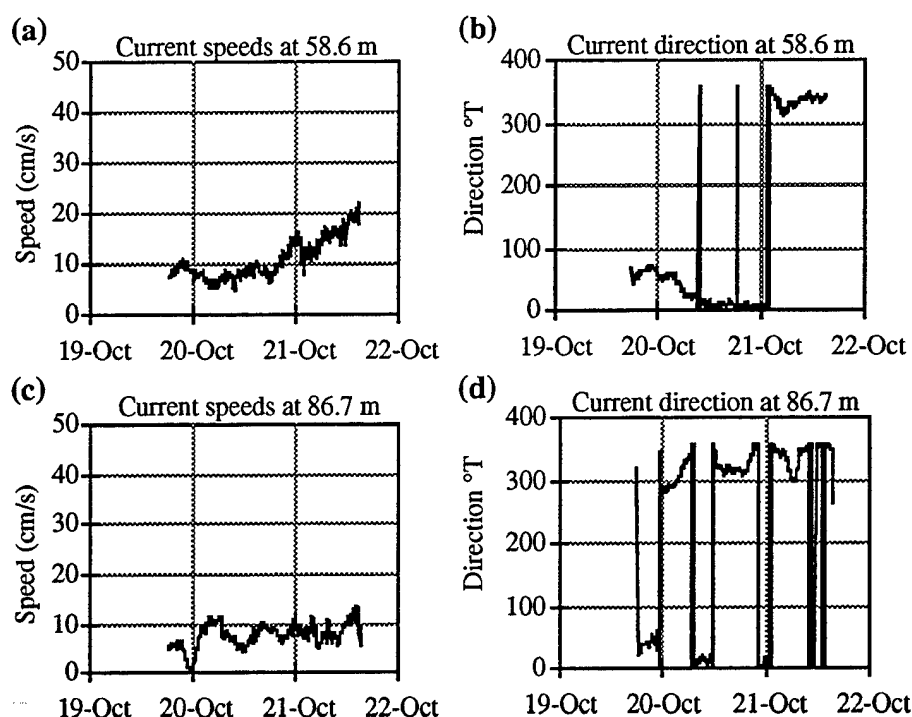 (a)
Current speeds at 58.6 m
50
40
30
20
10
0
Speed (cm/s)
19-Oct 20-Oct 21-Oct 22-Oct
(b)
Current direction at 58.6 m
400
300
200
100
0
Direction °T
19-Oct 20-Oct 21-Oct 22-Oct
(c)
Current speeds at 86.7 m
50
40
30
20
10
0
Speed (cm/s)
19-Oct 20-Oct 21-Oct 22-Oct
(d)
Current direction at 86.7 m
400
300
200
100
0
Direction °T
19-Oct 20-Oct 21-Oct 22-Oct